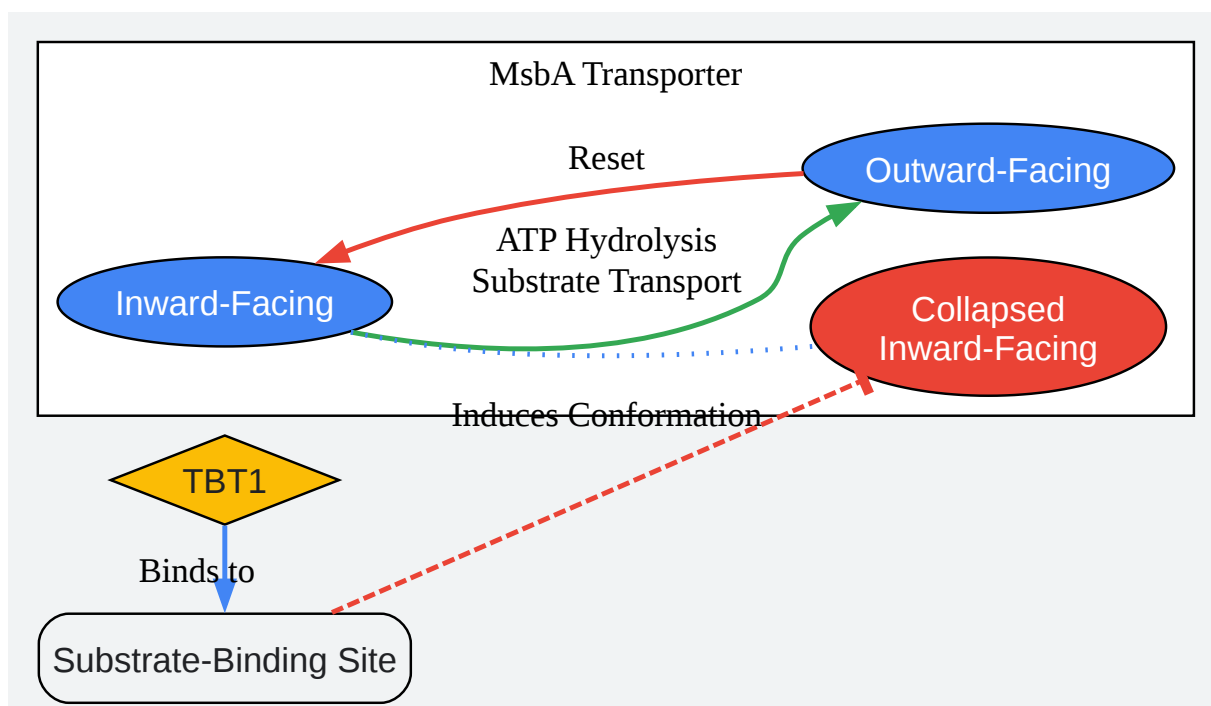 MsbA Transporter
Reset
Outward-Facing
ATP Hydrolysis
Substrate Transport
Inward-Facing
Collapsed
Inward-Facing
Induces Conformation
TBT1
Binds to
Substrate-Binding Site